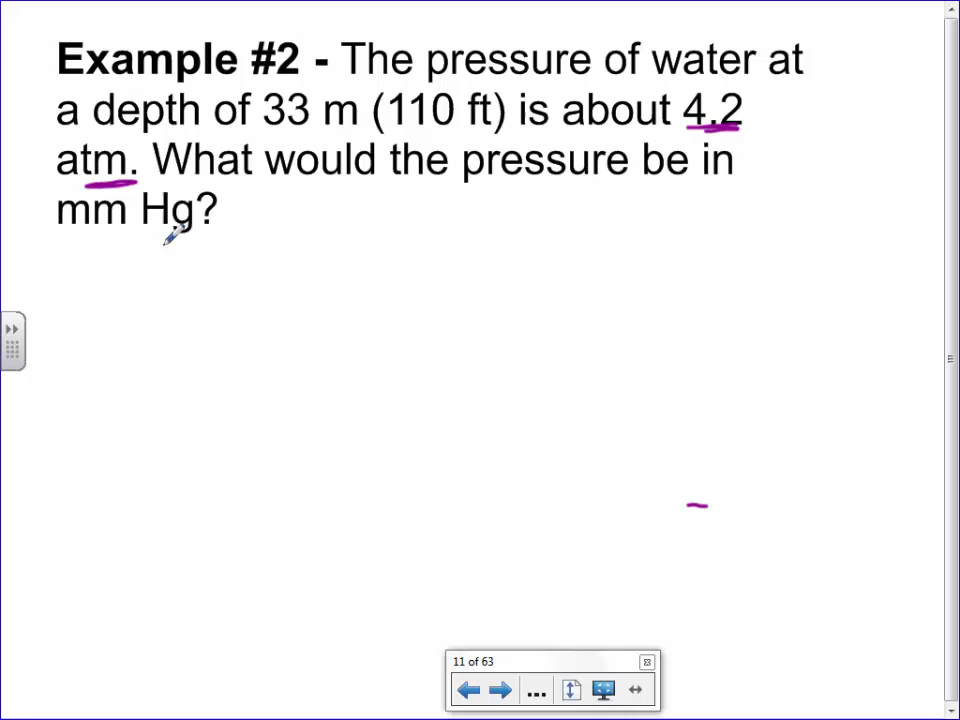 Example #2 - The pressure of water at
a depth of 33 m (110 ft) is about 4.2
atm. What would the pressure be in
mm Hg?
11 of 63
...